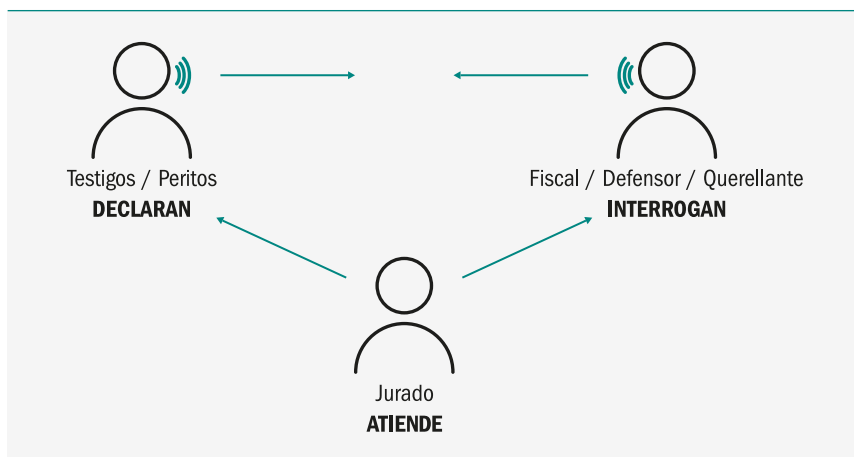 Testigos / Peritos
DECLARAN
Fiscal / Defensor / Querellante
INTERROGAN
Jurado
ATIENDE